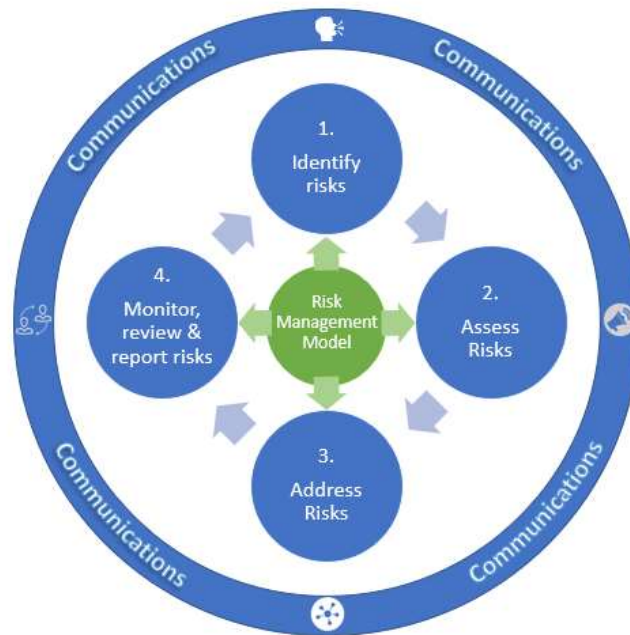 Communications
Communications
1.
Identify
risks
2.
Assess
Risks
3.
Address
Risks
4.
Monitor,
review &
report risks
Risk
Management
Model
Communications
Communications